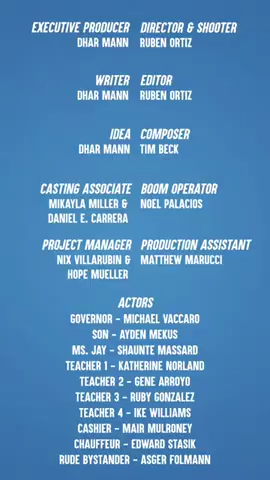 EXECUTIVE PRODUCER
DHAR MANN
DIRECTOR & SHOOTER
RUBEN ORTIZ
WRITER
DHAR MANN
EDITOR
RUBEN ORTIZ
IDEA
DHAR MANN
COMPOSER
TIM BECK
CASTING ASSOCIATE
MIKAYLA MILLER &
DANIEL E. CARRERA
BOOM OPERATOR
NOEL PALACIOS
PROJECT MANAGER
NIX VILLARUBIN &
HOPE MUELLER
PRODUCTION ASSISTANT
MATTHEW MARUCCI
ACTORS
GOVERNOR - MICHAEL VACCARO
SON - AYDEN MEKUS
MS. JAY - SHAUNTE MASSARD
TEACHER 1 - KATHERINE NORLAND
TEACHER 2 - GENE ARROYO
TEACHER 3 - RUBY GONZALEZ
TEACHER 4 - IKE WILLIAMS
CASHIER - MAIR MULRONEY
CHAUFFEUR - EDWARD STASIK
RUDE BYSTANDER - ASGER FOLMANN